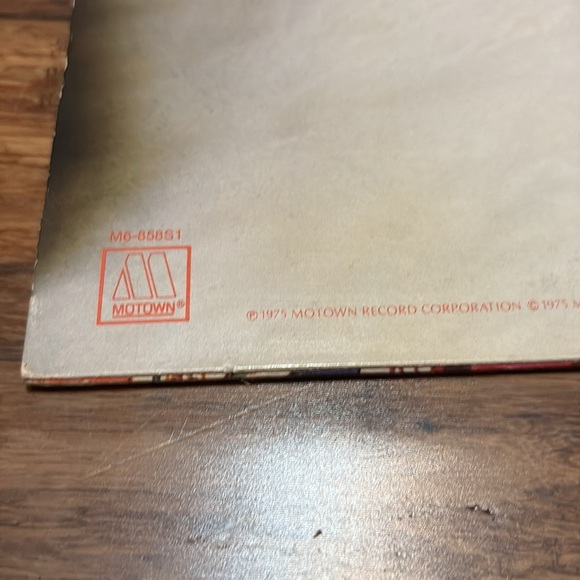 M6-858S1
MOTOWN®
℗ 1975 MOTOWN RECORD CORPORATION © 1975 M